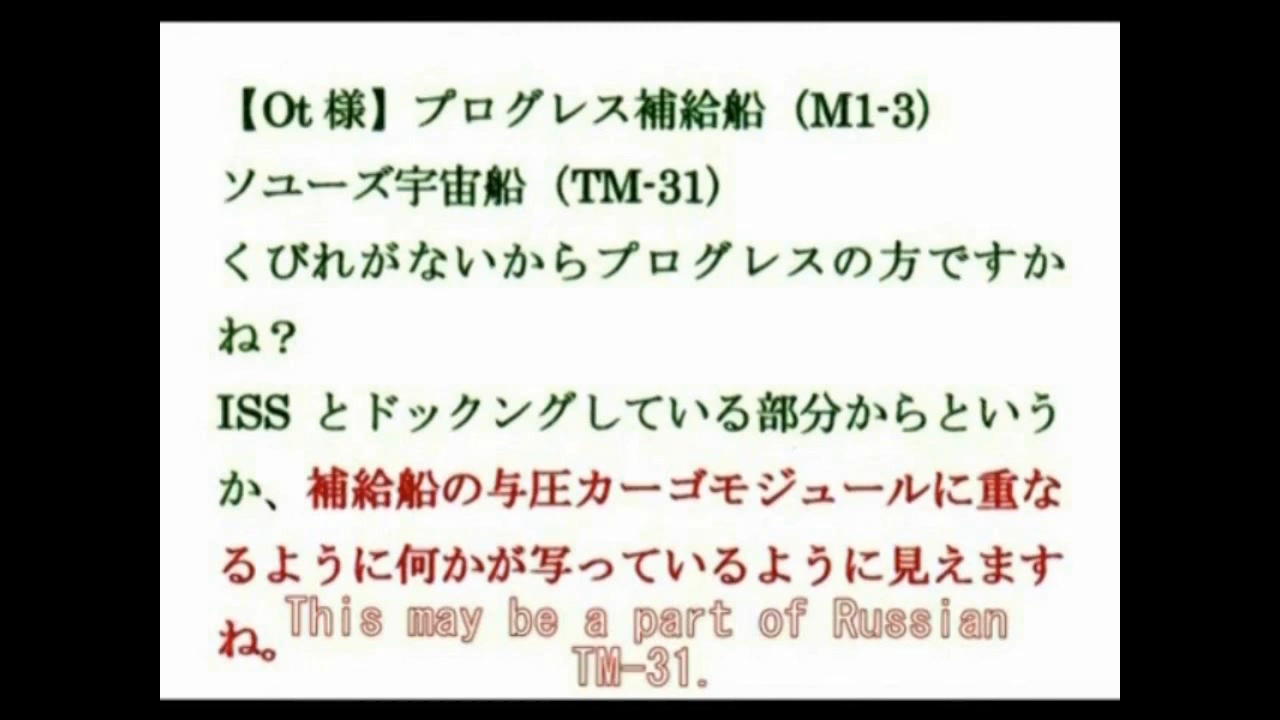 【Ot 様】プログレス補給船（M1-3）
ソユーズ宇宙船（TM-31）
くびれがないからプログレスの方ですか
ね？
ISS とドックングしている部分からという
か、補給船の与圧カーゴモジュールに重な
るように何かが写っているように見えます
ね。
This may be a part of Russian
TM-31.